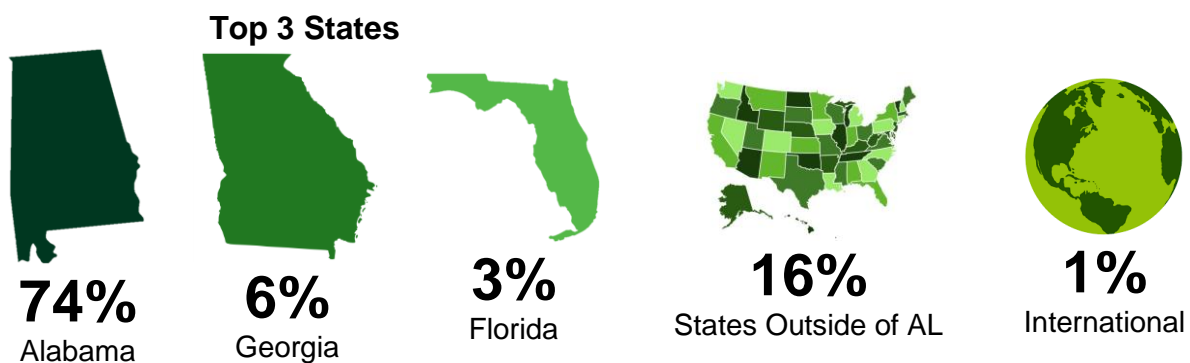 Top 3 States
74%
Alabama
6%
Georgia
3%
Florida
16%
States Outside of AL
1%
International